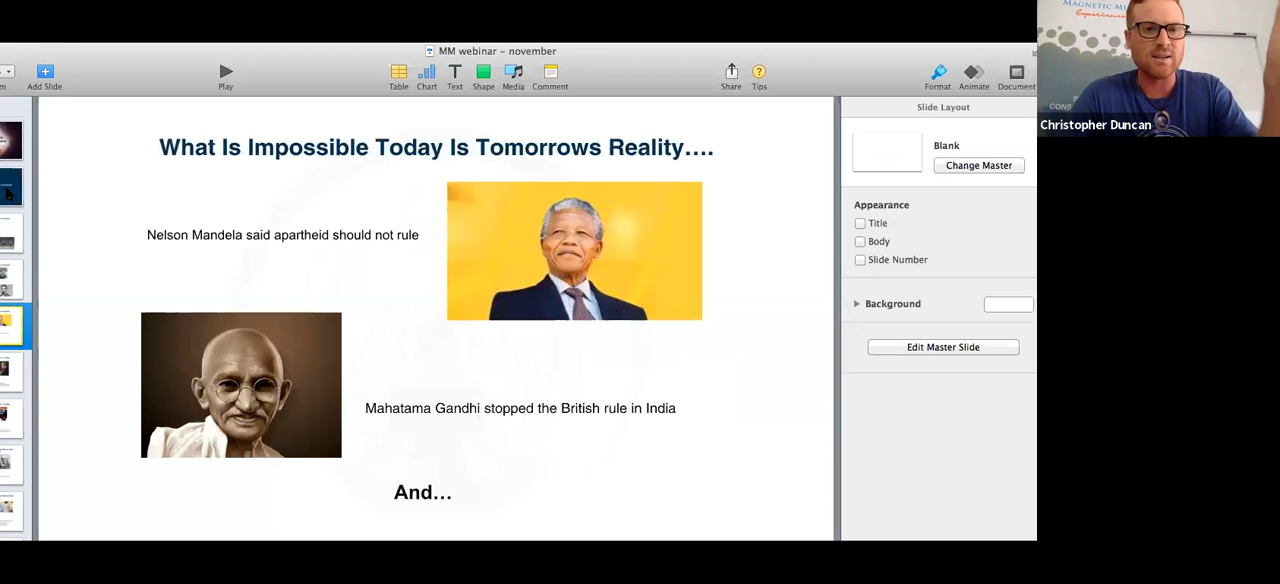 MAGNETIC M
Experience
MM webinar – november
Add Slide
Play
Table
Chart
Text
Shape
Media
Comment
Share
Tips
Format
Animate
Document
Christopher Duncan
Slide Layout
Blank
Change Master
Appearance
Title
Body
Slide Number
Background
Edit Master Slide
What Is Impossible Today Is Tomorrows Reality....
Nelson Mandela said apartheid should not rule
Mahatama Gandhi stopped the British rule in India
And...